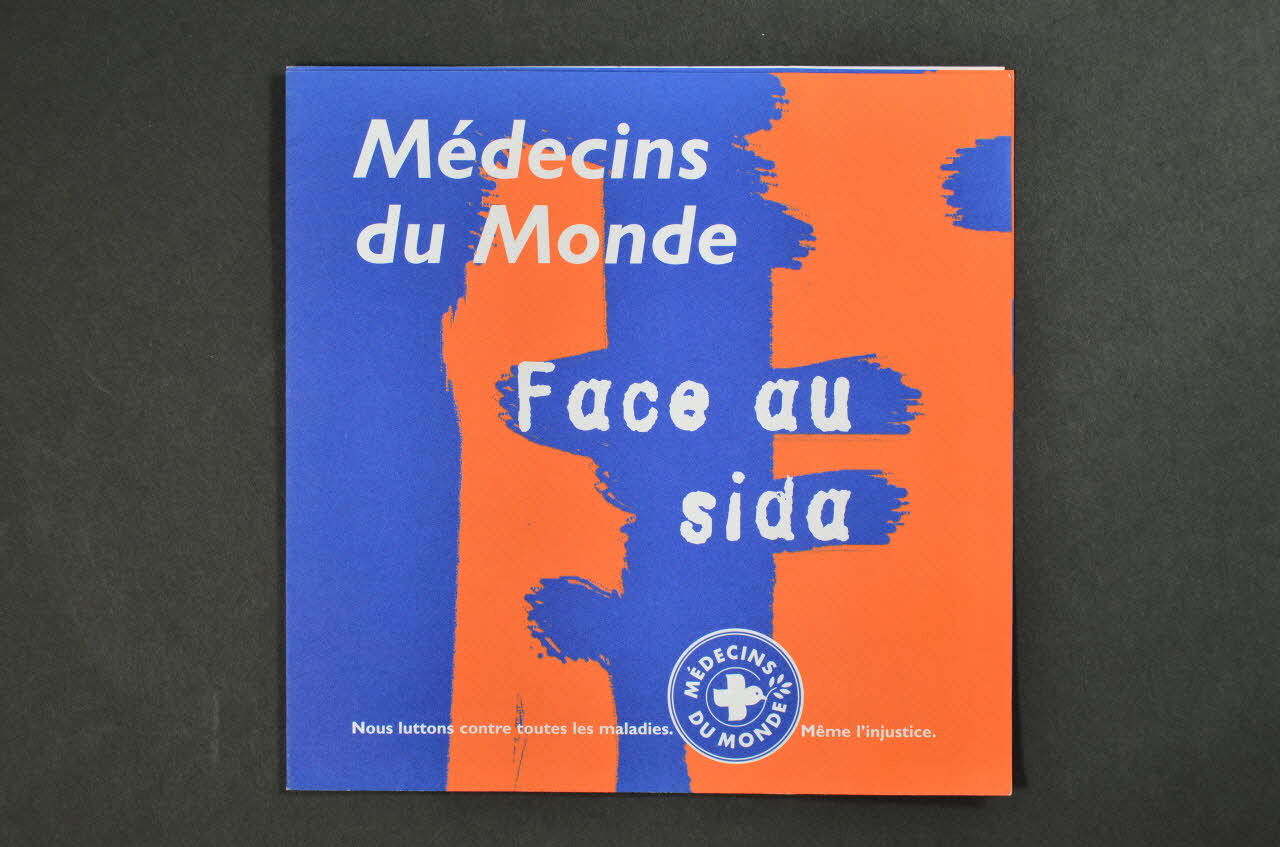 Médecins
du Monde
Face au
sida
Nous luttons contre toutes les maladies.
MÉDECINS
DU MONDE
Même l'injustice.